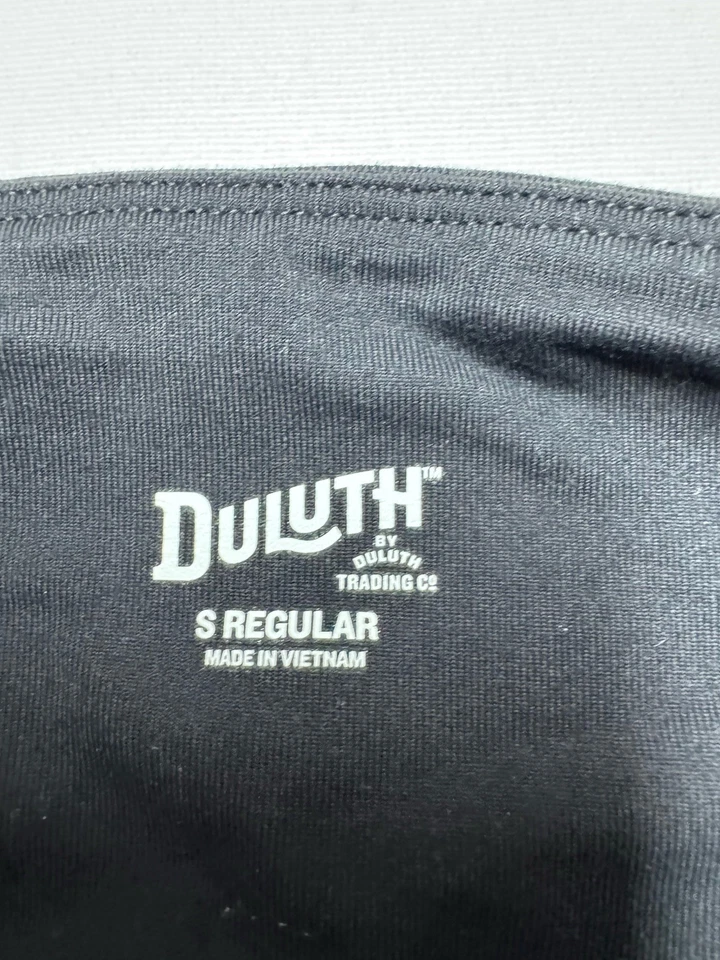 DULUTH™
BY
DULUTH
TRADING Cº
S REGULAR
MADE IN VIETNAM